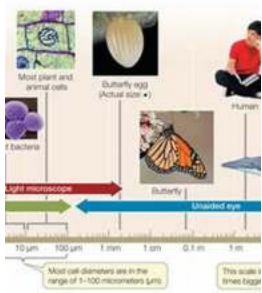 Most plant and
animal cells
Butterfly egg
(Actual size: •)
Human
t bacteria
Butterfly
Light microscope
Unaided eye
10 µm
100 µm
1 mm
1 cm
0.1 m
1 m
Most cell diameters are in the
range of 1–100 micrometers (µm)
This scale i
times bigge